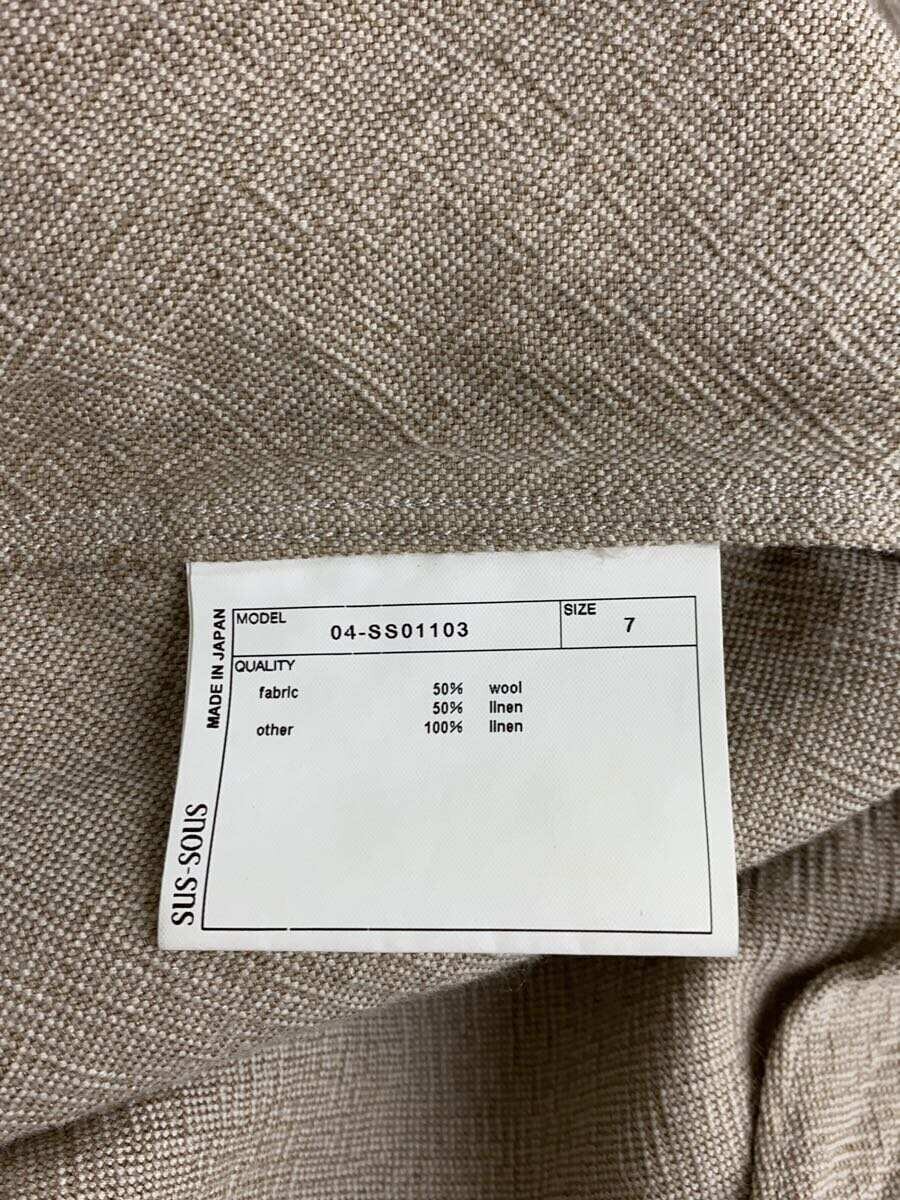 MODEL 04-SS01103 SIZE 7
QUALITY
fabric 50% wool
50% linen
other 100% linen
MADE IN JAPAN
sus-sous